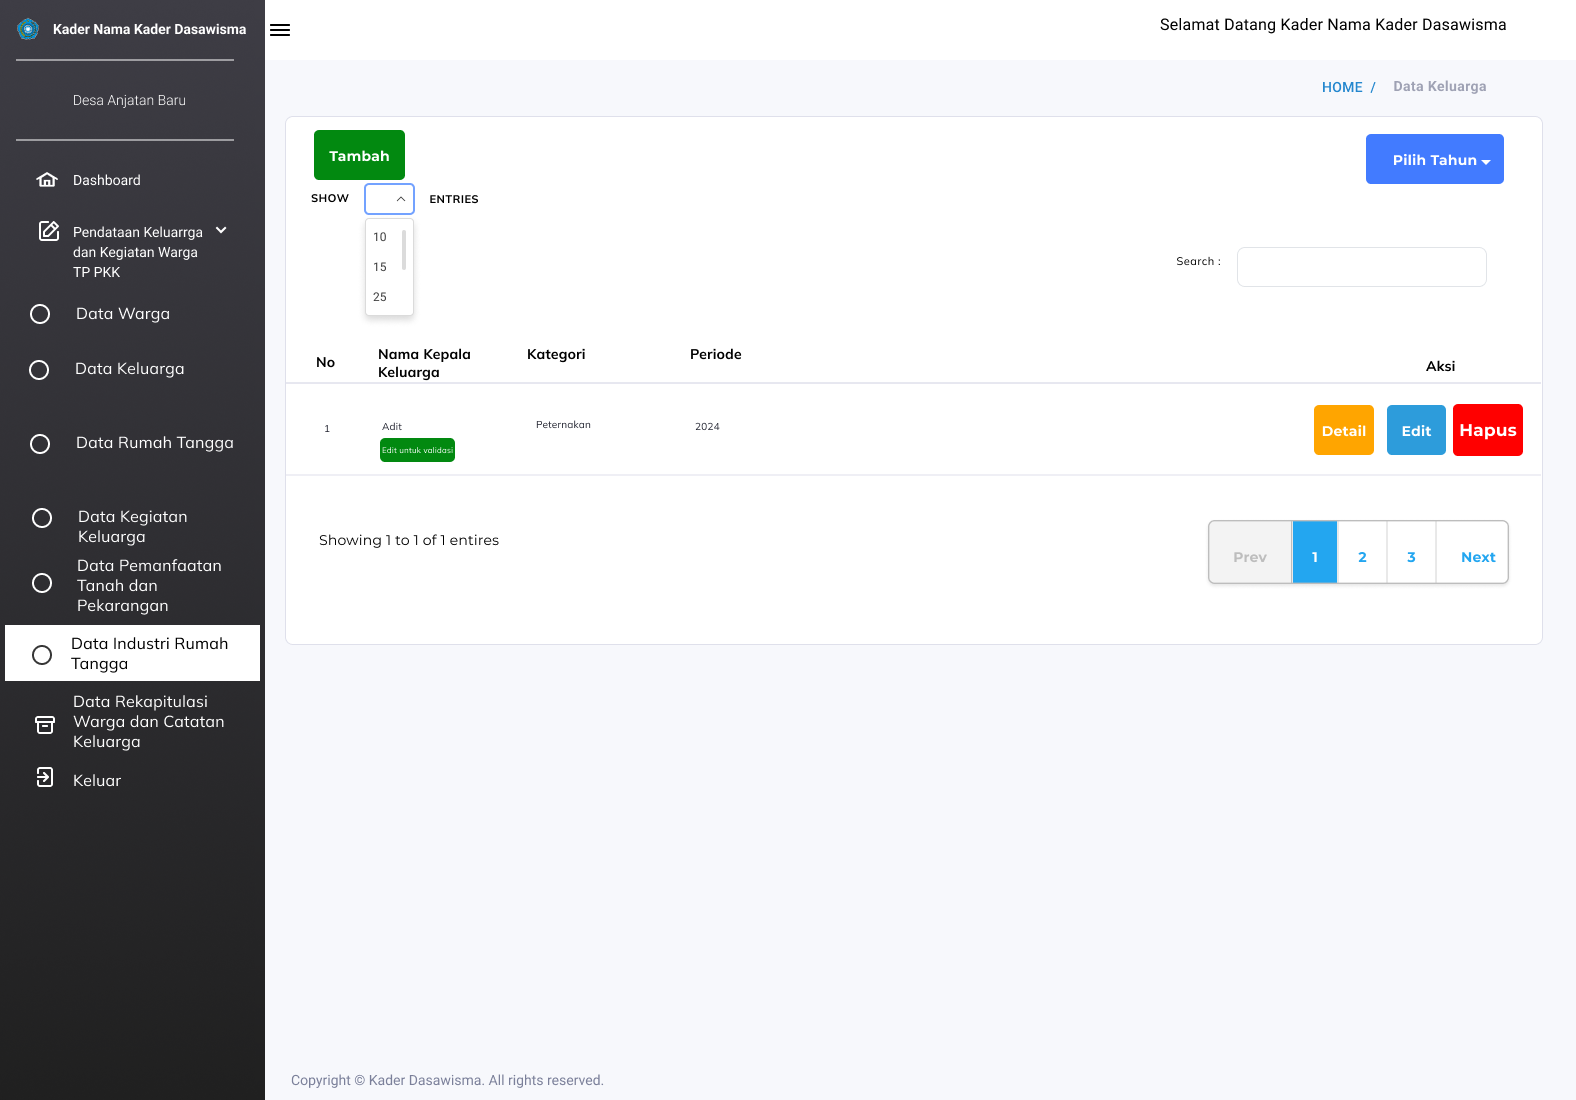 Kader Nama Kader Dasawisma
Desa Anjatan Baru
Dashboard
Pendataan Keluarrga
dan Kegiatan Warga
TP PKK
Data Warga
Data Keluarga
Data Rumah Tangga
Data Kegiatan
Keluarga
Data Pemanfaatan
Tanah dan
Pekarangan
Data Industri Rumah
Tangga
Data Rekapitulasi
Warga dan Catatan
Keluarga
Keluar
Selamat Datang Kader Nama Kader Dasawisma
HOME / Data Keluarga
Tambah
Pilih Tahun
SHOW ENTRIES
10
15
25
Search :
No Nama Kepala Keluarga Kategori Periode Aksi
1 Adit Peternakan 2024 Detail Edit Hapus
Edit untuk validasi
Showing 1 to 1 of 1 entires
Prev 1 2 3 Next
Copyright © Kader Dasawisma. All rights reserved.